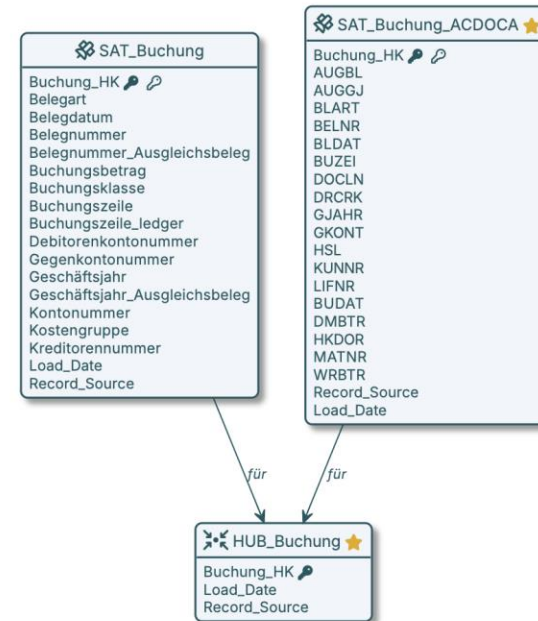 SAT_Buchung
Buchung_HK
Belegart
Belegdatum
Belegnummer
Belegnummer_Ausgleichsbeleg
Buchungsbetrag
Buchungsklasse
Buchungszeile
Buchungszeile_ledger
Debitorenkontonummer
Gegenkontonummer
Geschäftsjahr
Geschäftsjahr_Ausgleichsbeleg
Kontonummer
Kostengruppe
Kreditorennummer
Load_Date
Record_Source
SAT_Buchung_ACDOCA
Buchung_HK
AUGBL
AUGGJ
BLART
BELNR
BLDAT
BUZEI
DOCLN
DRCRK
GJAHR
GKONT
HSL
KUNNR
LIFNR
BUDAT
DMBTR
HKDOR
MATNR
WRBTR
Record_Source
Load_Date
für
für
HUB_Buchung
Buchung_HK
Load_Date
Record_Source